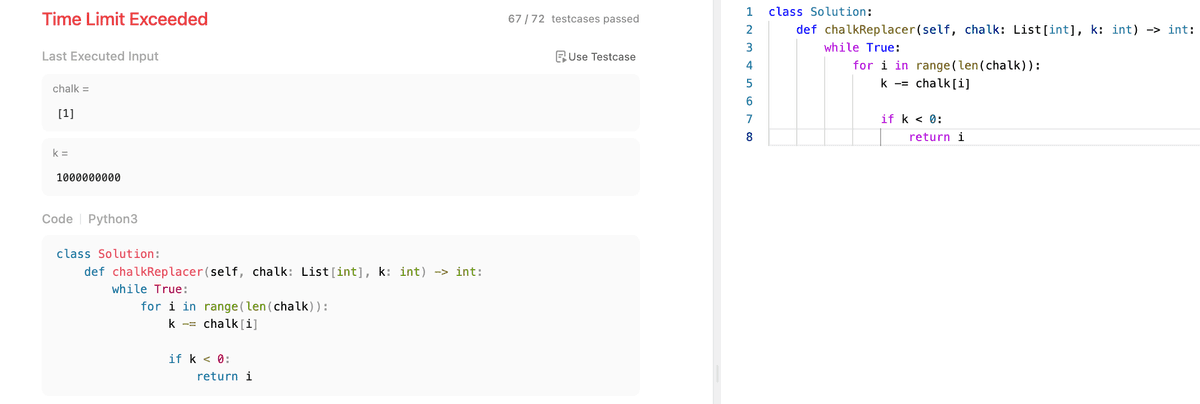 Time Limit Exceeded
67 / 72 testcases passed
Last Executed Input
Use Testcase
chalk =
[1]
k =
1000000000
Code | Python3
class Solution:
    def chalkReplacer(self, chalk: List[int], k: int) -> int:
        while True:
            for i in range(len(chalk)):
                k -= chalk[i]
                if k < 0:
                    return i
1 class Solution:
2     def chalkReplacer(self, chalk: List[int], k: int) -> int:
3         while True:
4             for i in range(len(chalk)):
5                 k -= chalk[i]
6
7                 if k < 0:
8                     return i